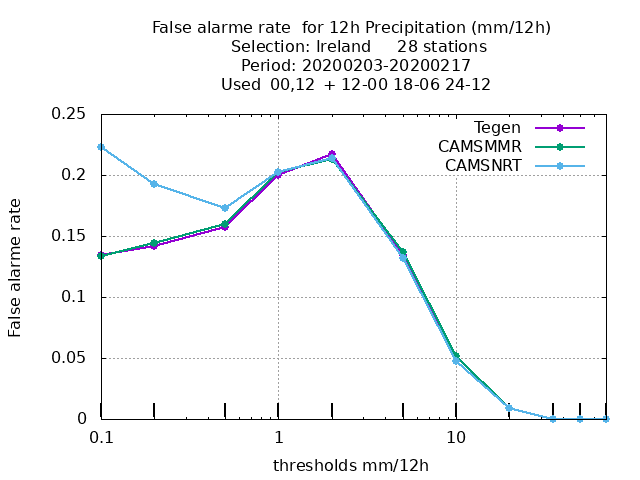 False alarme rate  for 12h Precipitation (mm/12h)
Selection: Ireland     28 stations
Period: 20200203-20200217
Used  00,12  + 12-00 18-06 24-12
0.25
0.2
0.15
0.1
0.05
0
False alarme rate
Tegen
CAMSMMR
CAMSNRT
0.1 1 10
thresholds mm/12h